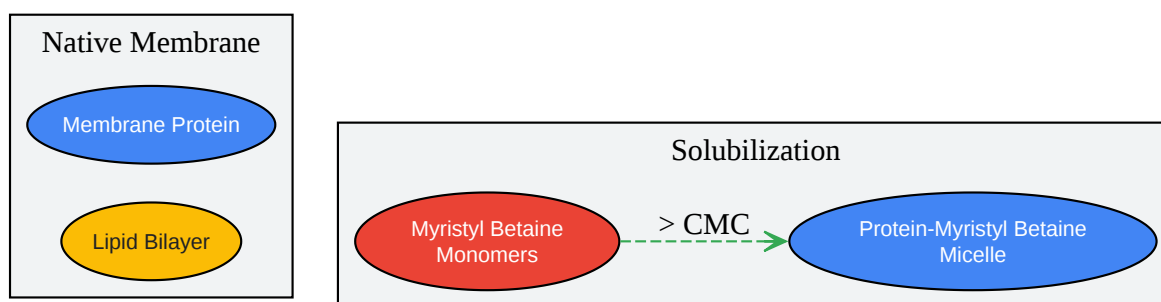 Native Membrane
Membrane Protein
Lipid Bilayer
Solubilization
Myristyl Betaine
Monomers
> CMC
Protein-Myristyl Betaine
Micelle